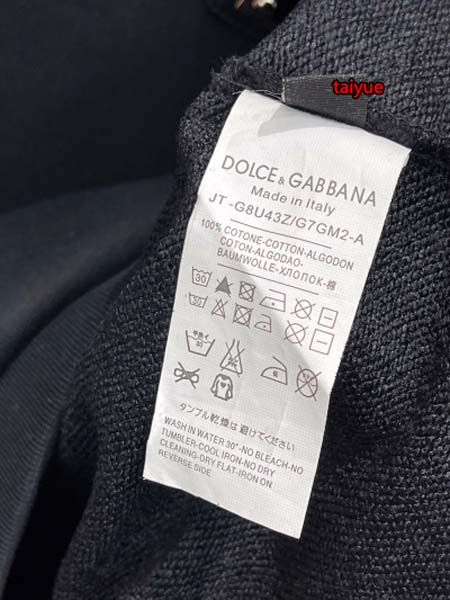 taiyue
DOLCE & GABBANA
Made in Italy
JT-G8U43Z/G7GM2-A
100% COTONE-COTTON-ALGODON
COTON-ALGODAO-
BAUMWOLLE-ХЛОПОК-棉
30
30
30
タンブル乾燥は避けてください
WASH IN WATER 30°-NO BLEACH-NO
TUMBLER-COOL IRON-NO DRY
CLEANING-DRY FLAT-IRON ON
REVERSE SIDE